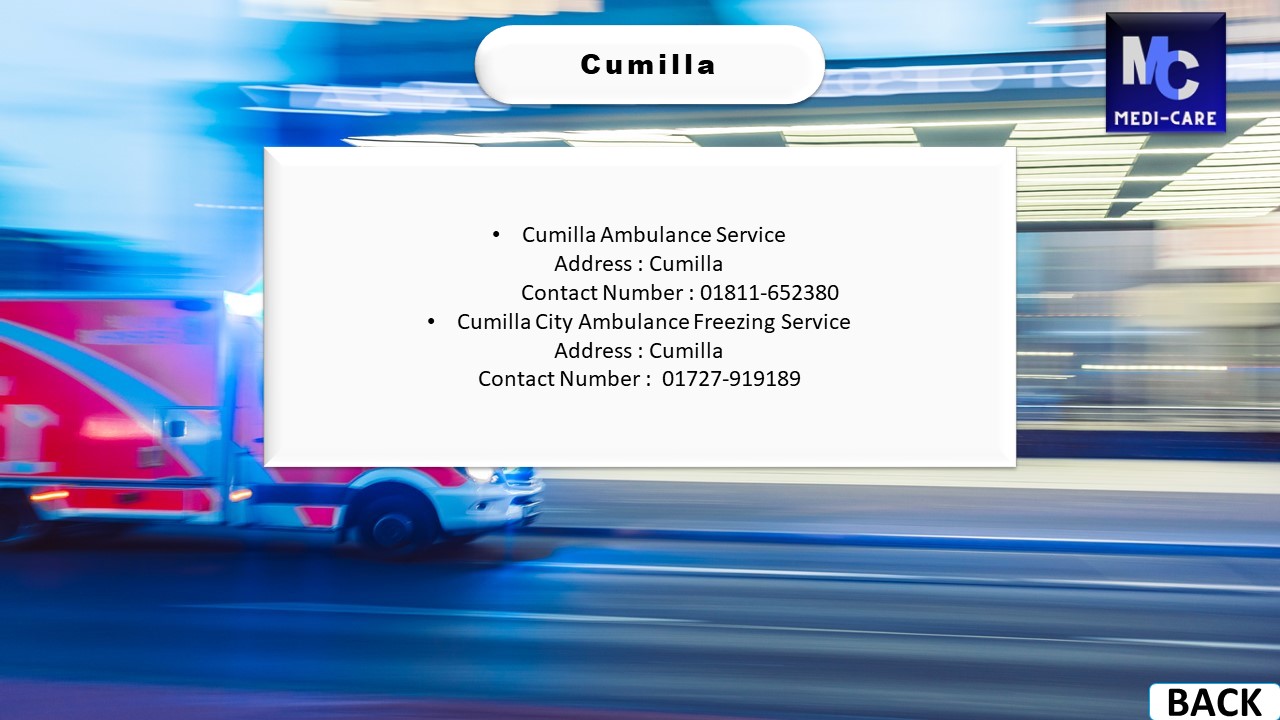 Cumilla
MC
MEDI-CARE
• Cumilla Ambulance Service
Address : Cumilla
Contact Number : 01811-652380
• Cumilla City Ambulance Freezing Service
Address : Cumilla
Contact Number :  01727-919189
BACK